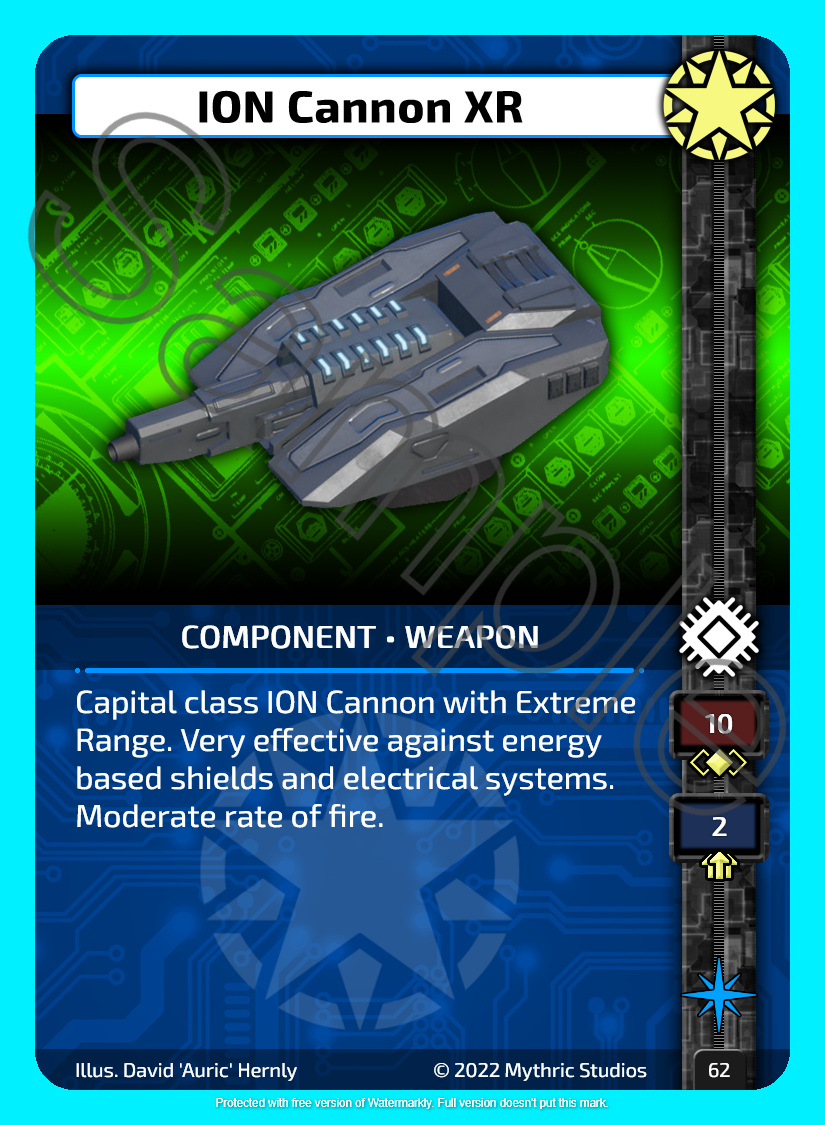 ION Cannon XR
Sample
COMPONENT • WEAPON
Capital class ION Cannon with Extreme
Range. Very effective against energy
based shields and electrical systems.
Moderate rate of fire.
10
2
Illus. David 'Auric' Hernly
© 2022 Mythric Studios
62
Protected with free version of Watermarkly. Full version doesn't put this mark.